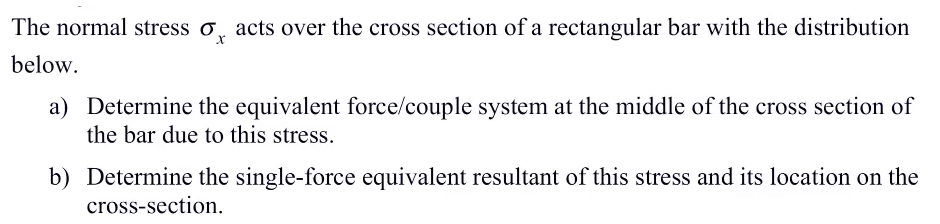 The normal stress σₓ acts over the cross section of a rectangular bar with the distribution
below.
a) Determine the equivalent force/couple system at the middle of the cross section of
the bar due to this stress.
b) Determine the single-force equivalent resultant of this stress and its location on the
cross-section.